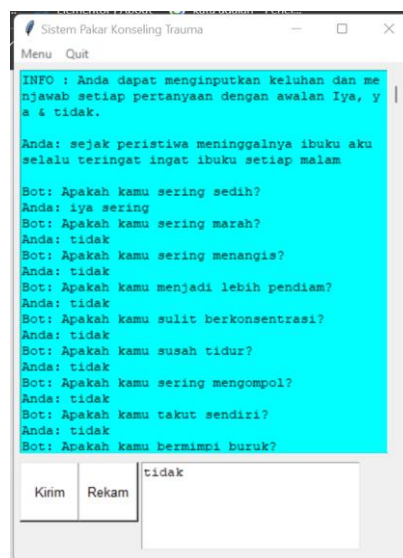 Sistem Pakar Konseling Trauma
Menu Quit
INFO : Anda dapat menginputkan keluhan dan me
njawab setiap pertanyaan dengan awalan Iya, y
a & tidak.
Anda: sejak peristiwa meninggalnya ibuku aku
selalu teringat ingat ibuku setiap malam
Bot: Apakah kamu sering sedih?
Anda: iya sering
Bot: Apakah kamu sering marah?
Anda: tidak
Bot: Apakah kamu sering menangis?
Anda: tidak
Bot: Apakah kamu menjadi lebih pendiam?
Anda: tidak
Bot: Apakah kamu sulit berkonsentrasi?
Anda: tidak
Bot: Apakah kamu susah tidur?
Anda: tidak
Bot: Apakah kamu sering mengompol?
Anda: tidak
Bot: Apakah kamu takut sendiri?
Anda: tidak
Bot: Apakah kamu bermimpi buruk?
tidak
Kirim Rekam